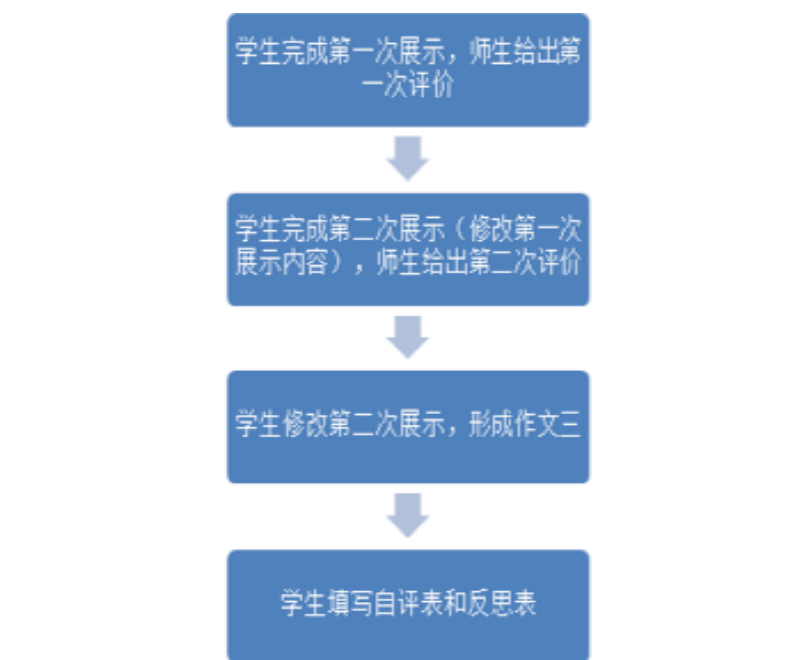 学生完成第一次展示，师生给出第
一次评价
学生完成第二次展示（修改第一次
展示内容），师生给出第二次评价
学生修改第二次展示，形成作文三
学生填写自评表和反思表